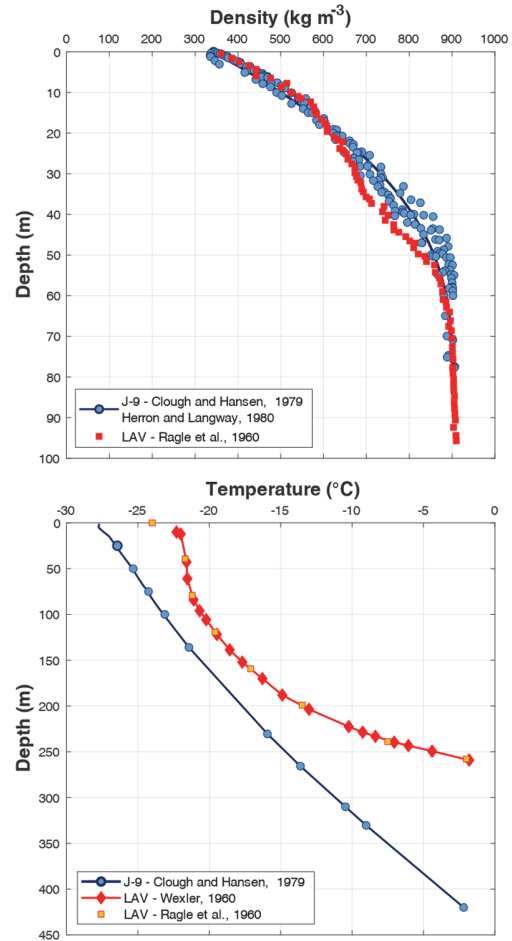 Density (kg m-3)
0 100 200 300 400 500 600 700 800 900 1000
0
10
20
30
40
50
60
70
80
90
100
Depth (m)
J-9 - Clough and Hansen, 1979
Herron and Langway, 1980
LAV - Ragle et al., 1960
Temperature (°C)
-30 -25 -20 -15 -10 -5 0
0
50
100
150
200
250
300
350
400
450
Depth (m)
J-9 - Clough and Hansen, 1979
LAV - Wexler, 1960
LAV - Ragle et al., 1960